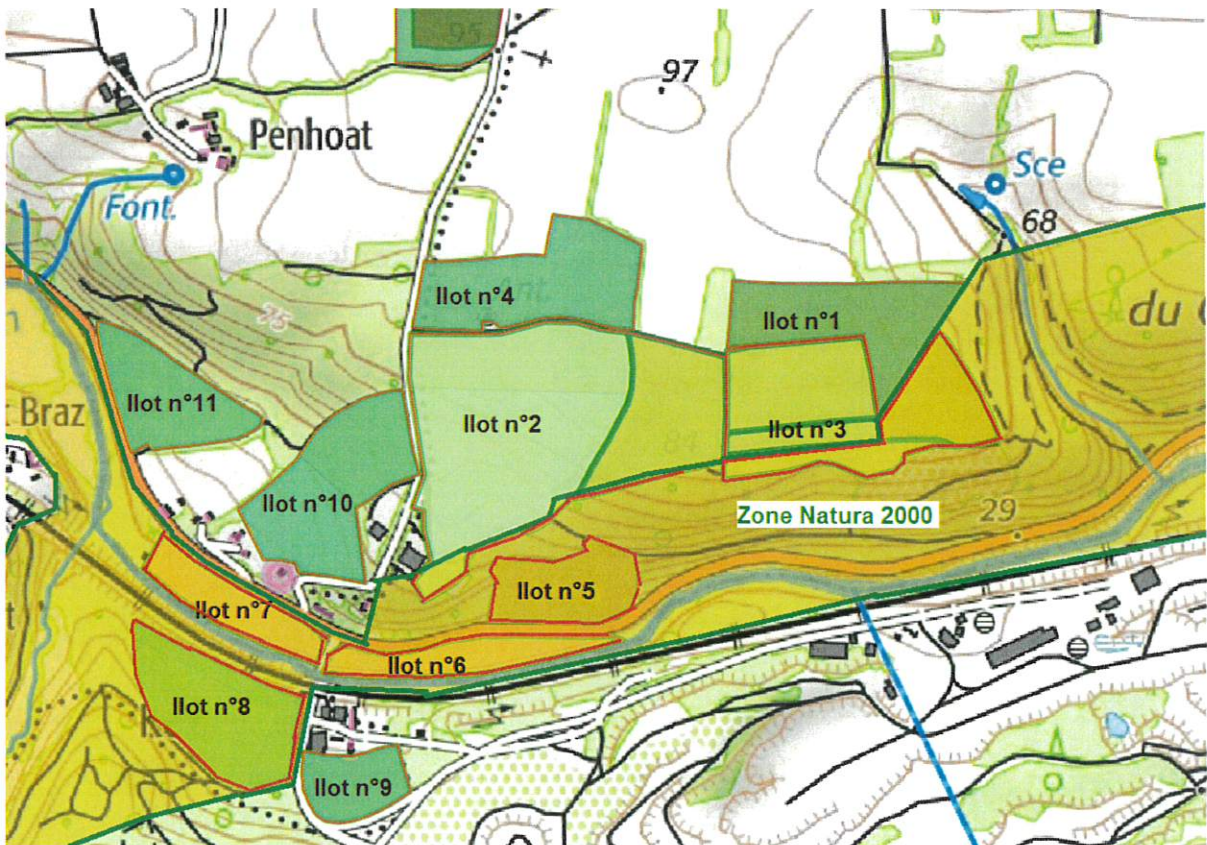 95
97
Penhoat
Sce
Font.
68
Ilot n°4
Ilot n°1
75
du
Ilot n°11
Braz
Ilot n°2
Ilot n°3
84
Ilot n°10
Zone Natura 2000
29
Ilot n°5
Ilot n°7
Ilot n°6
Ilot n°8
Ilot n°9